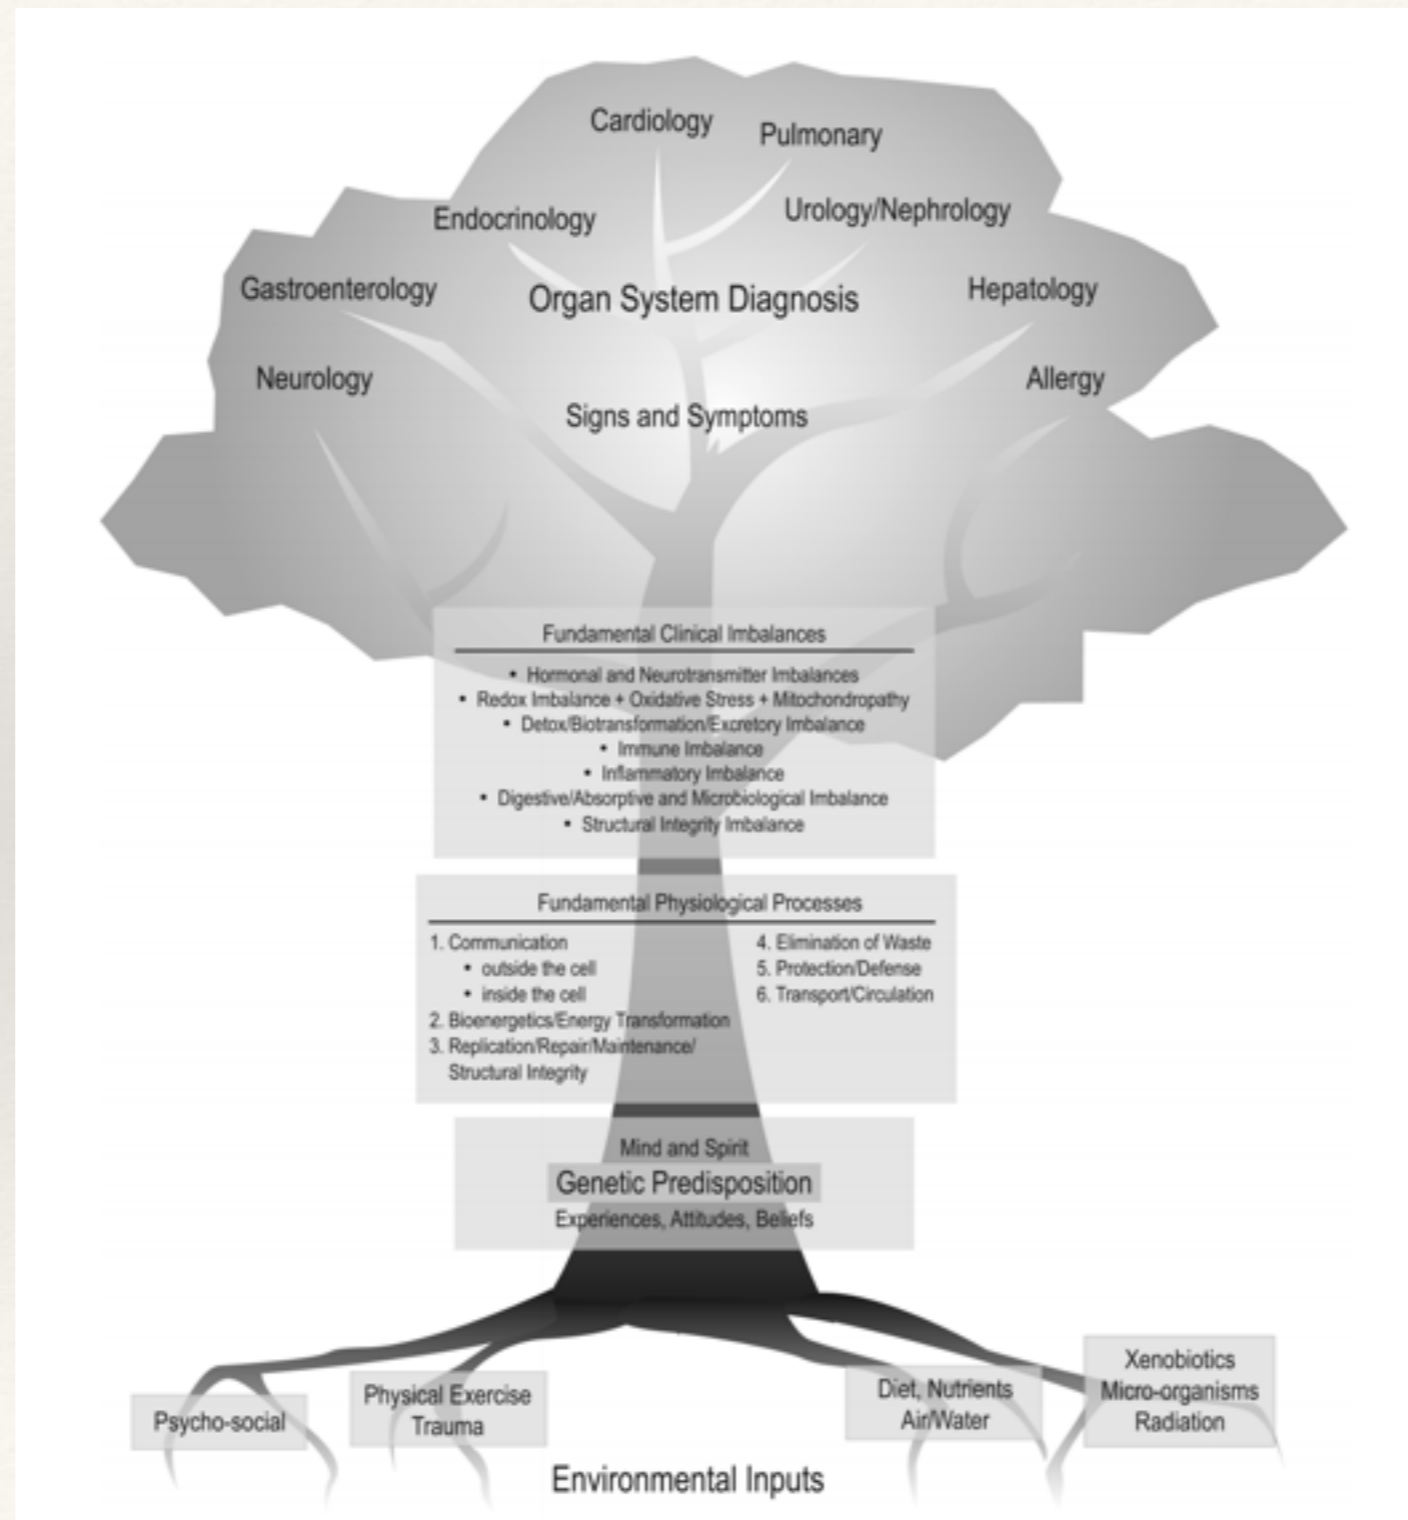 Cardiology
Pulmonary
Endocrinology
Urology/Nephrology
Gastroenterology
Organ System Diagnosis
Hepatology
Neurology
Allergy
Signs and Symptoms
Fundamental Clinical Imbalances
• Hormonal and Neurotransmitter Imbalances
• Redox Imbalance + Oxidative Stress + Mitochondropathy
• Detox/Biotransformation/Excretory Imbalance
• Immune Imbalance
• Inflammatory Imbalance
• Digestive/Absorptive and Microbiological Imbalance
• Structural Integrity Imbalance
Fundamental Physiological Processes
1. Communication
• outside the cell
• inside the cell
2. Bioenergetics/Energy Transformation
3. Replication/Repair/Maintenance/
Structural Integrity
4. Elimination of Waste
5. Protection/Defense
6. Transport/Circulation
Mind and Spirit
Genetic Predisposition
Experiences, Attitudes, Beliefs
Psycho-social
Physical Exercise
Trauma
Diet, Nutrients
Air/Water
Xenobiotics
Micro-organisms
Radiation
Environmental Inputs